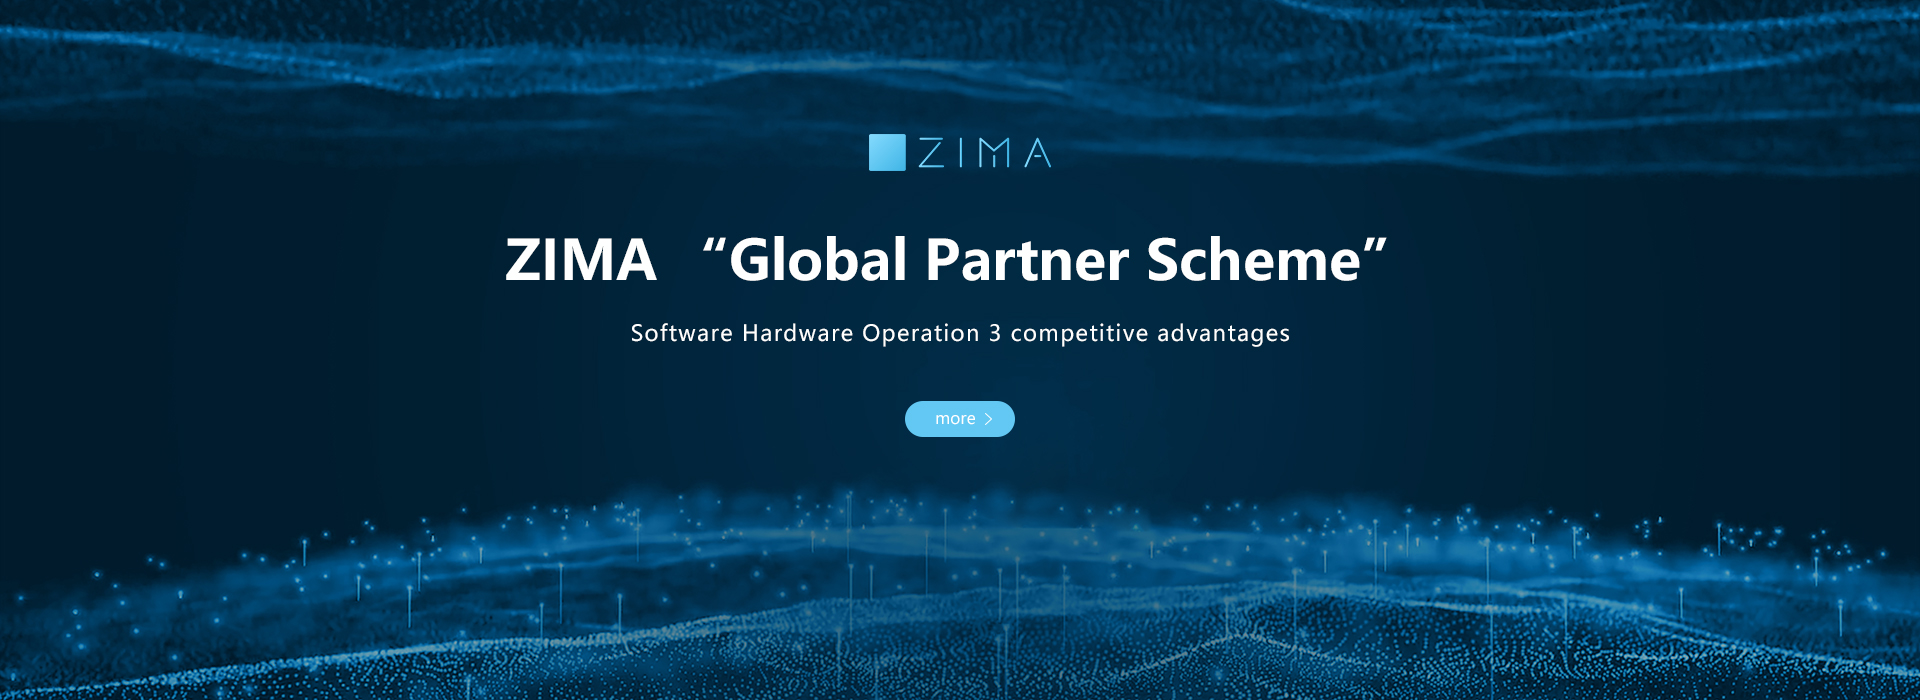 ZIMA
ZIMA “Global Partner Scheme”
Software Hardware Operation 3 competitive advantages
more >